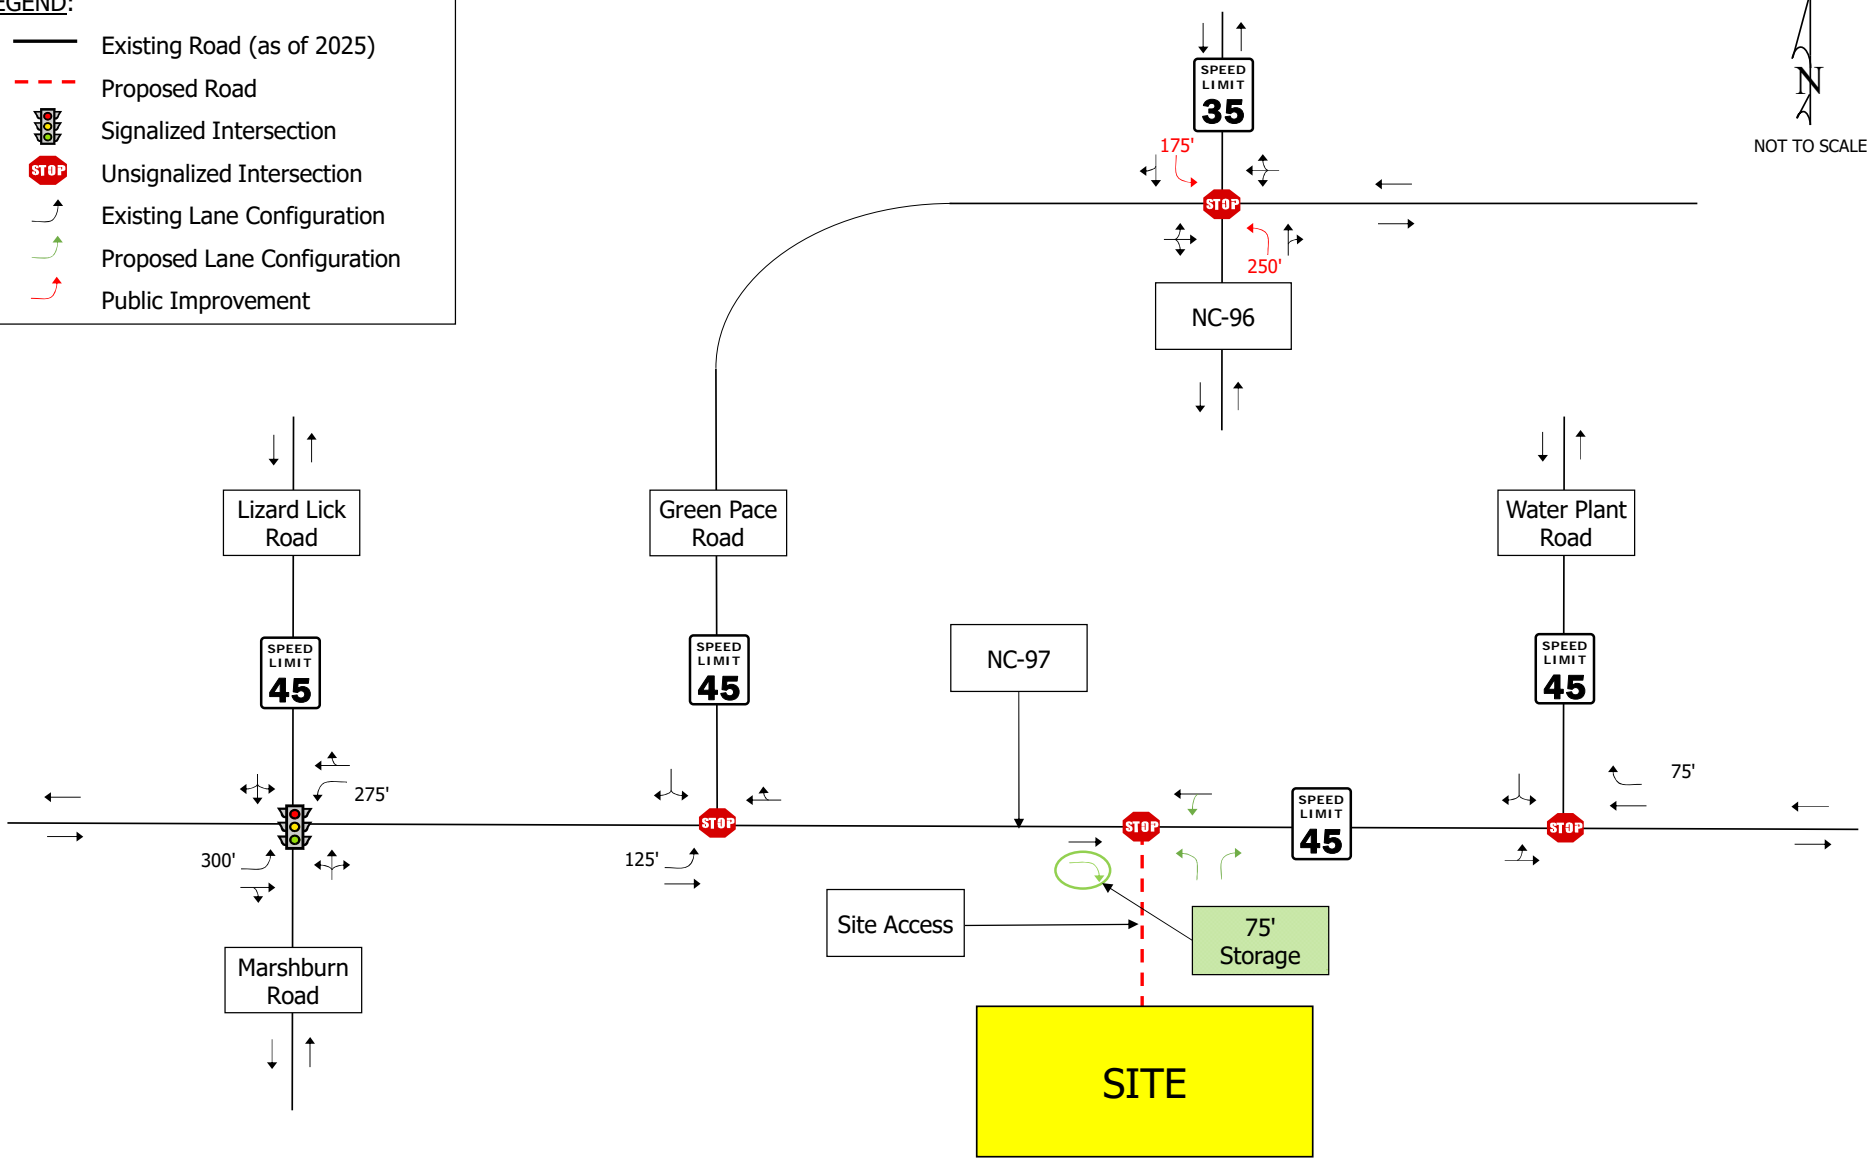 EGEND:
Existing Road (as of 2025)
Proposed Road
Signalized Intersection
STOP
Unsignalized Intersection
Existing Lane Configuration
Proposed Lane Configuration
Public Improvement
SPEED
LIMIT
35
N
NOT TO SCALE
175'
STOP
250'
NC-96
Lizard Lick
Road
Green Pace
Road
Water Plant
Road
SPEED
LIMIT
45
SPEED
LIMIT
45
NC-97
SPEED
LIMIT
45
275'
STOP
STOP
SPEED
LIMIT
45
75'
STOP
300'
125'
Site Access
75'
Storage
Marshburn
Road
SITE